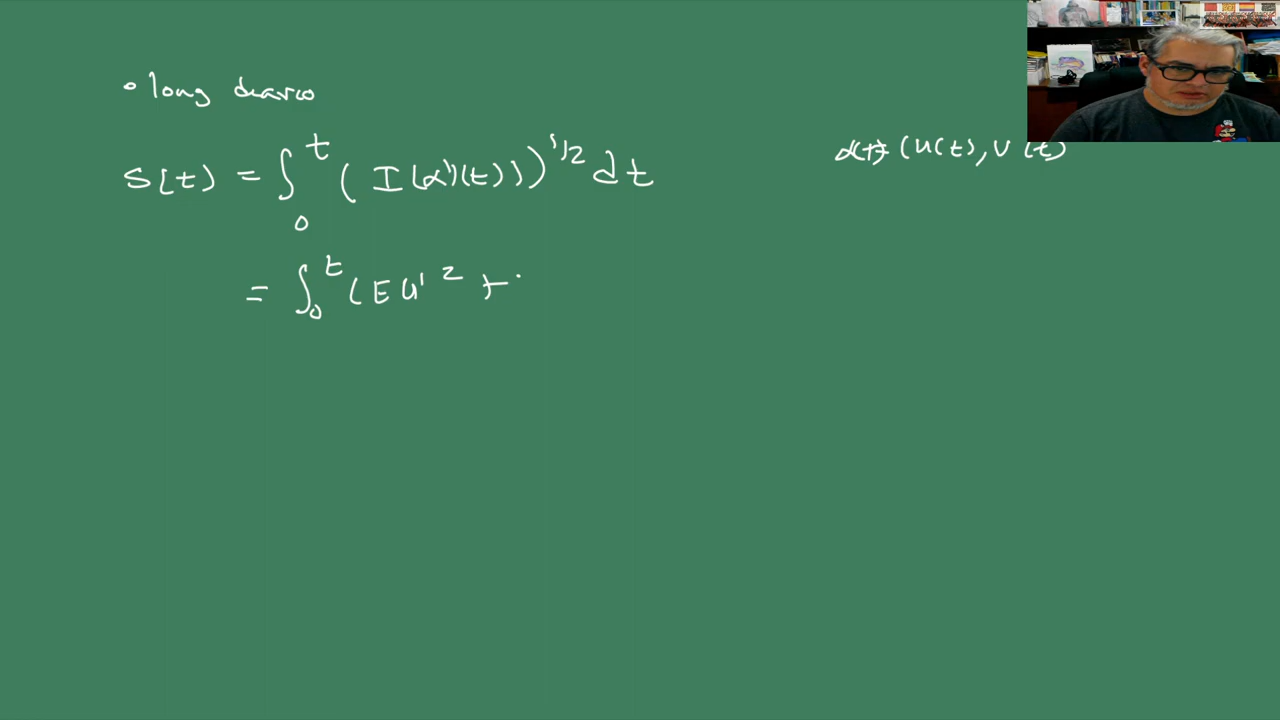 • long de arco
S(t) = ∫₀ᵗ ( I(α'(t)) )^1/2 dt
α(t) = (u(t), v(t))
= ∫₀ᵗ (E u'² +